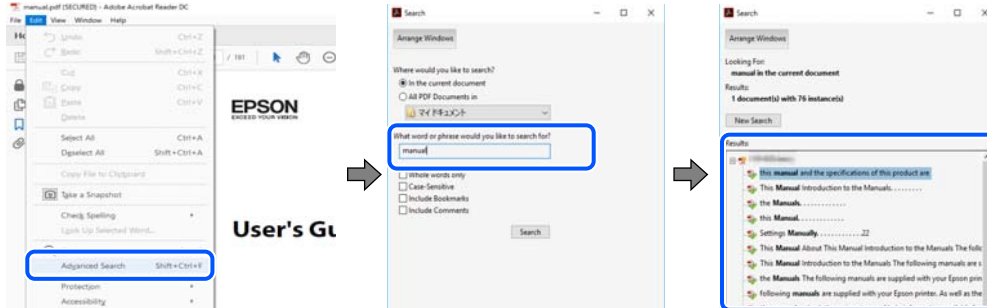 manual.pdf (SECURED) - Adobe Acrobat Reader DC
File Edit View Window Help
Undo Ctrl+Z
Redo Shift+Ctrl+Z
Cut Ctrl+X
Copy Ctrl+C
Paste Ctrl+V
Delete
Select All Ctrl+A
Deselect All Shift+Ctrl+A
Copy File to Clipboard
Take a Snapshot
Check Spelling
Look Up Selected Word...
Advanced Search Shift+Ctrl+F
Protection
Accessibility
/ 181
EPSON
EXCEED YOUR VISION
User's Gu
Search
Arrange Windows
Where would you like to search?
In the current document
All PDF Documents in
マイ ドキュメント
What word or phrase would you like to search for?
manual
Whole words only
Case-Sensitive
Include Bookmarks
Include Comments
Search
Search
Arrange Windows
Looking For:
manual in the current document
Results:
1 document(s) with 76 instance(s)
New Search
Results
this manual and the specifications of this product are
This Manual Introduction to the Manuals. . . . . . . . .
the Manuals. . . . . . . . . . . . .
this Manual. . . . . . . . . . . . .
Settings Manually. . . . . . . . . . . . .22
This Manual About This Manual Introduction to the Manuals The follo
This Manual Introduction to the Manuals The following manuals are s
the Manuals The following manuals are supplied with your Epson prin
following manuals are supplied with your Epson printer. As well as the